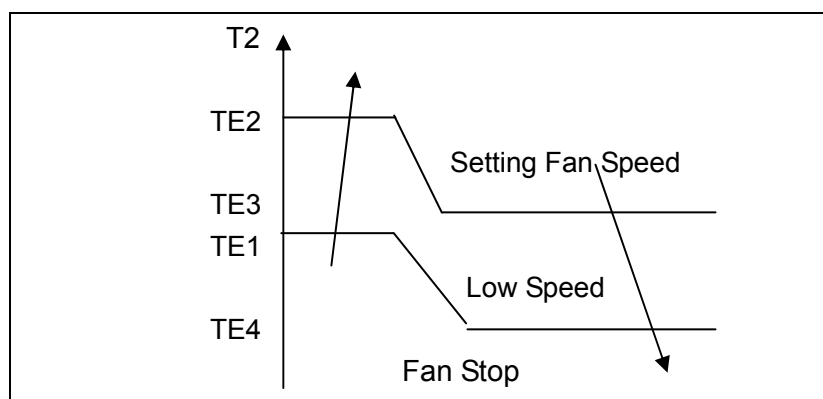 T2
TE2
Setting Fan Speed
TE3
TE1
Low Speed
TE4
Fan Stop